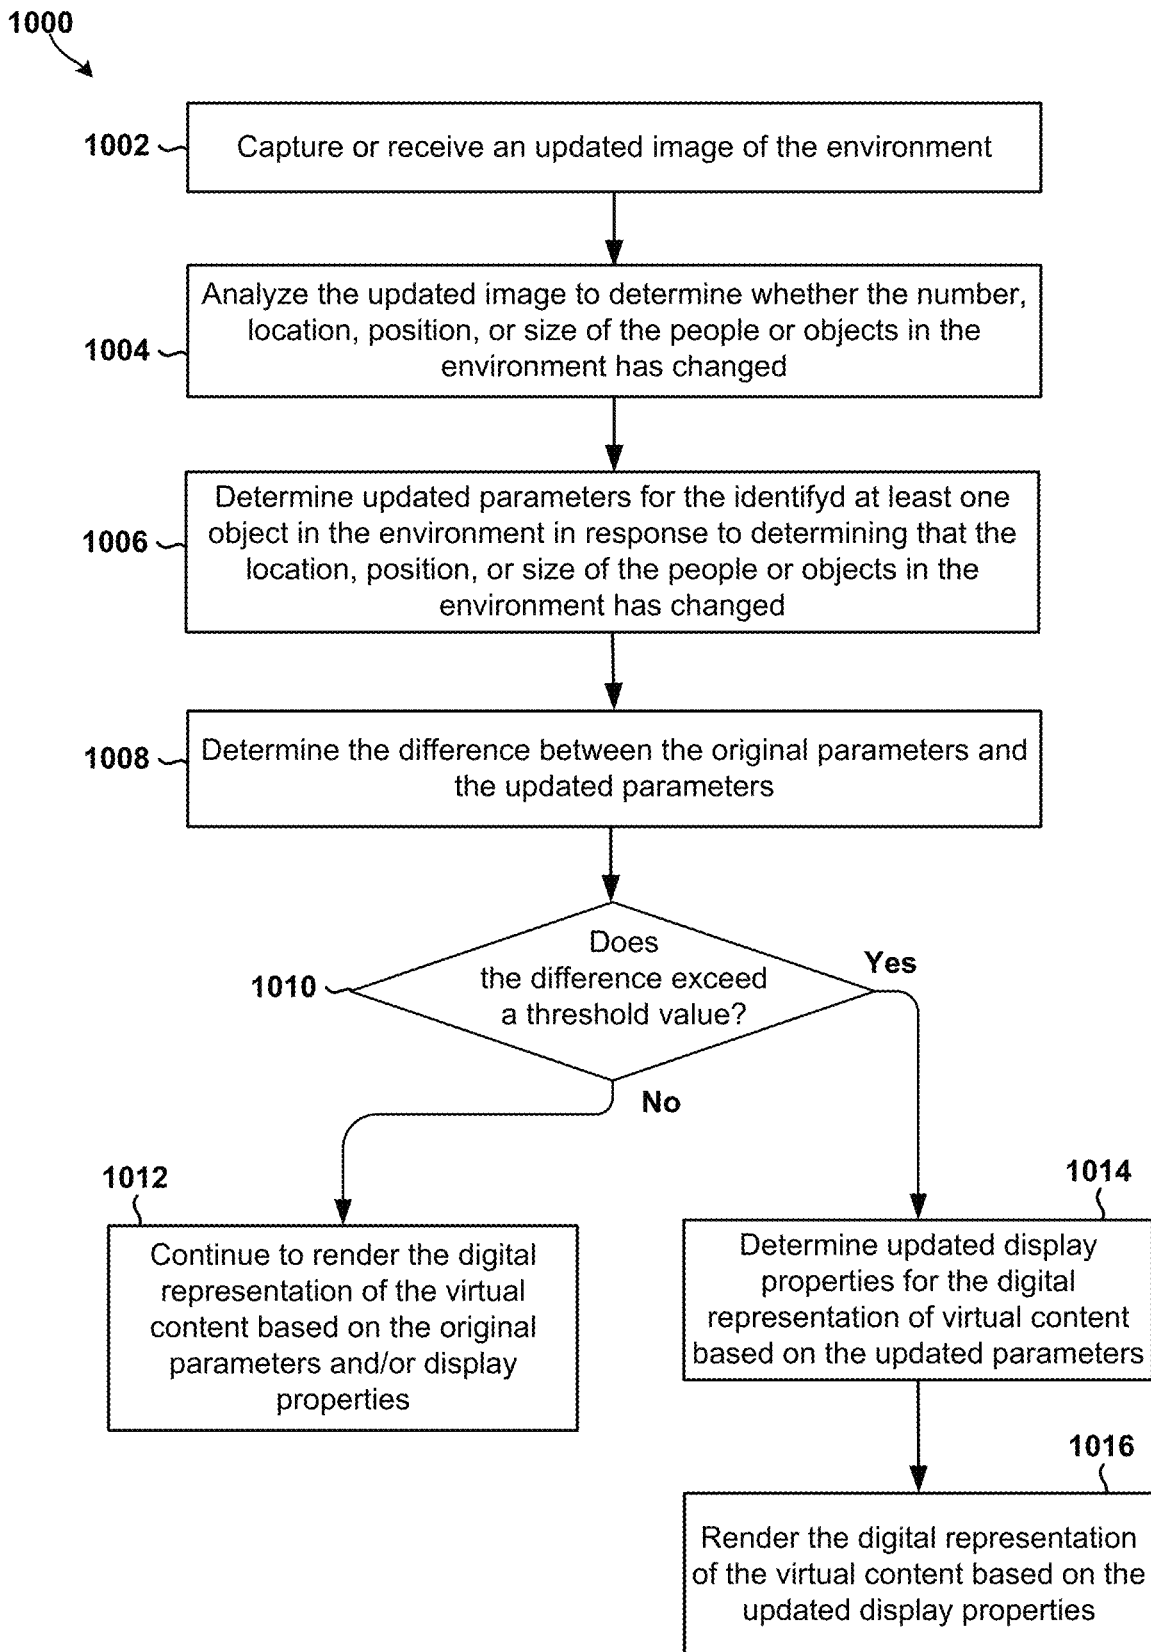 1000
1002
Capture or receive an updated image of the environment
1004
Analyze the updated image to determine whether the number,
location, position, or size of the people or objects in the
environment has changed
1006
Determine updated parameters for the identifyd at least one
object in the environment in response to determining that the
location, position, or size of the people or objects in the
environment has changed
1008
Determine the difference between the original parameters and
the updated parameters
1010
Does
the difference exceed
a threshold value?
Yes
No
1012
Continue to render the digital
representation of the virtual
content based on the original
parameters and/or display
properties
1014
Determine updated display
properties for the digital
representation of virtual content
based on the updated parameters
1016
Render the digital representation
of the virtual content based on the
updated display properties